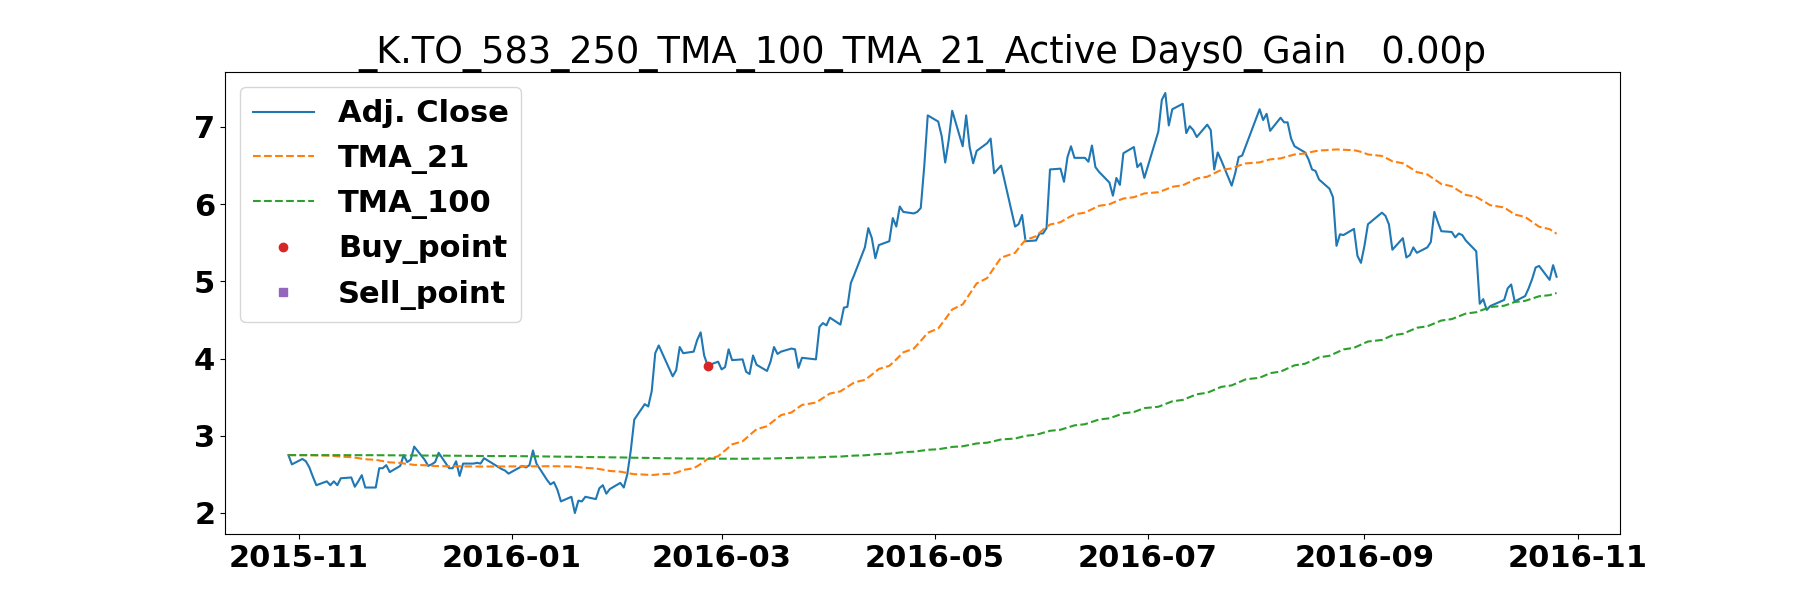 _K.TO_583_250_TMA_100_TMA_21_Active Days0_Gain   0.00p
Adj. Close
TMA_21
TMA_100
Buy_point
Sell_point
7
6
5
4
3
2
2015-11 2016-01 2016-03 2016-05 2016-07 2016-09 2016-11